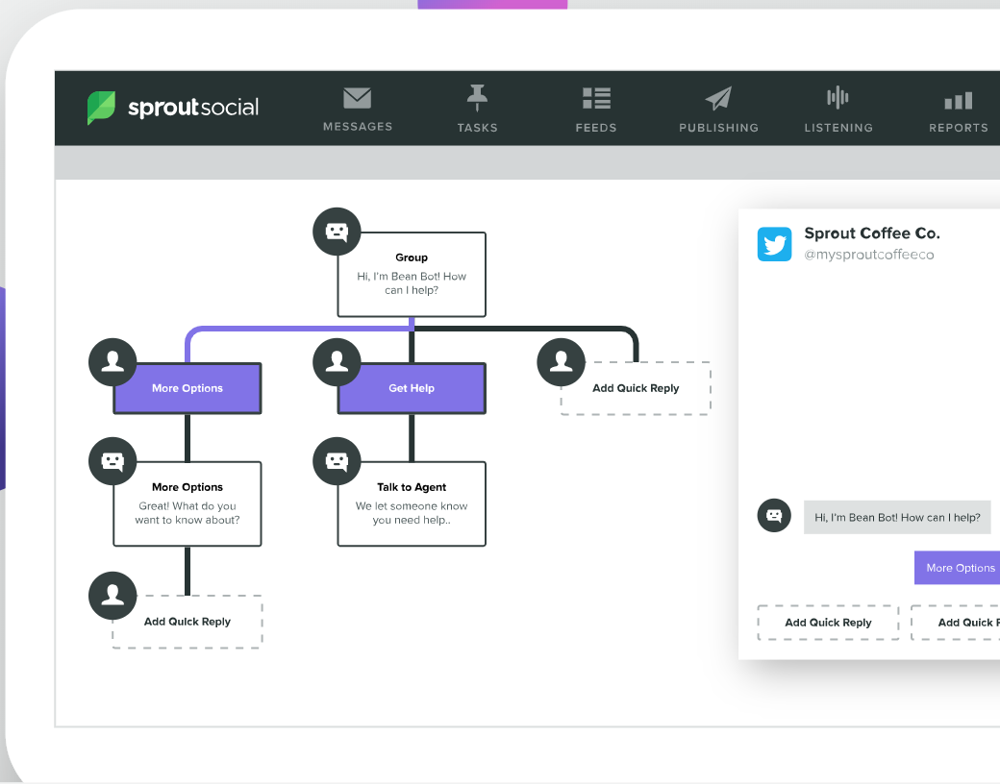 sproutsocial
MESSAGES
TASKS
FEEDS
PUBLISHING
LISTENING
REPORTS
Group
Hi, I'm Bean Bot! How
can I help?
More Options
Get Help
Add Quick Reply
More Options
Great! What do you
want to know about?
Talk to Agent
We let someone know
you need help..
Add Quick Reply
Sprout Coffee Co.
@mysproutcoffeeco
Hi, I'm Bean Bot! How can I help?
More Options
Add Quick Reply
Add Quick